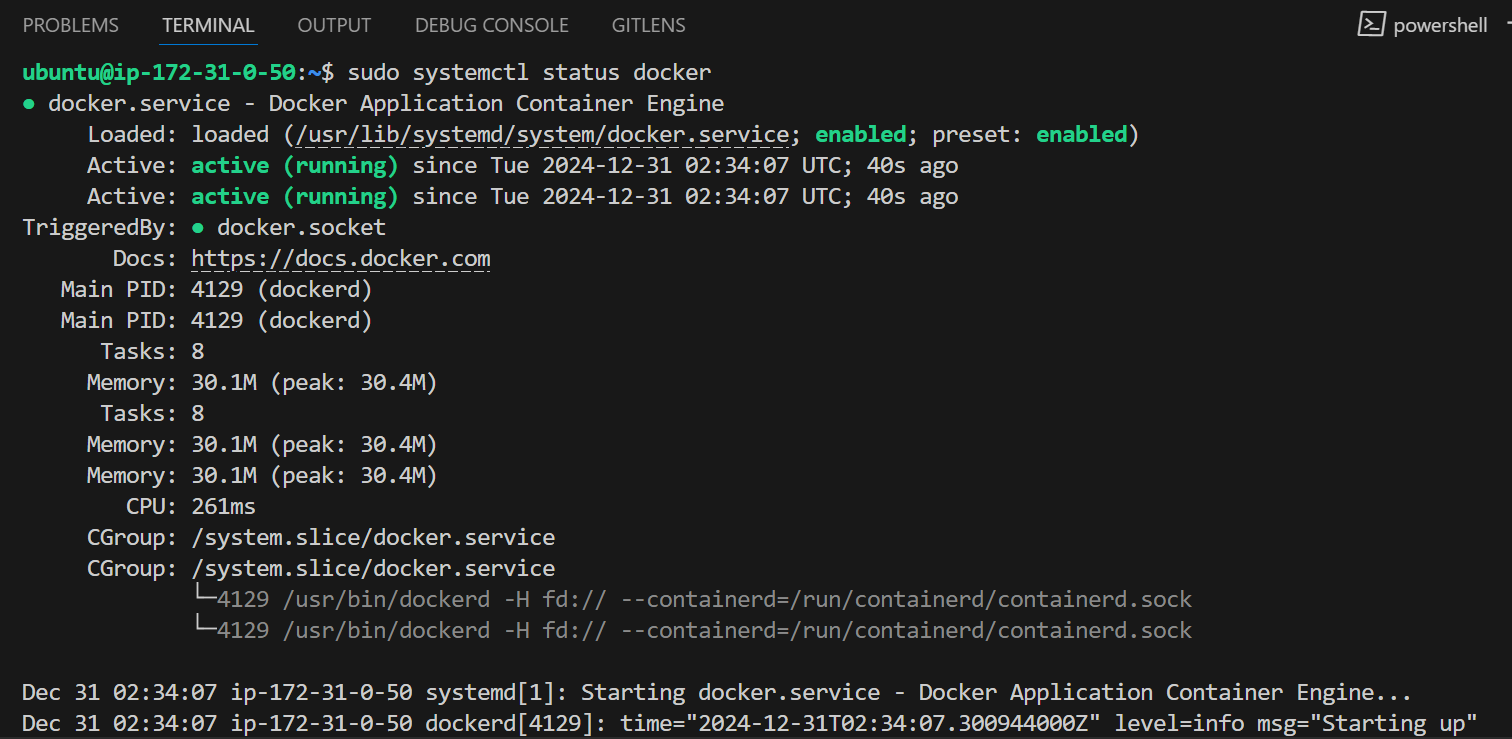 PROBLEMS TERMINAL OUTPUT DEBUG CONSOLE GITLENS powershell
ubuntu@ip-172-31-0-50:~$ sudo systemctl status docker
● docker.service - Docker Application Container Engine
Loaded: loaded (/usr/lib/systemd/system/docker.service; enabled; preset: enabled)
Active: active (running) since Tue 2024-12-31 02:34:07 UTC; 40s ago
Active: active (running) since Tue 2024-12-31 02:34:07 UTC; 40s ago
TriggeredBy: ● docker.socket
Docs: https://docs.docker.com
Main PID: 4129 (dockerd)
Main PID: 4129 (dockerd)
Tasks: 8
Memory: 30.1M (peak: 30.4M)
Tasks: 8
Memory: 30.1M (peak: 30.4M)
Memory: 30.1M (peak: 30.4M)
CPU: 261ms
CGroup: /system.slice/docker.service
CGroup: /system.slice/docker.service
└─4129 /usr/bin/dockerd -H fd:// --containerd=/run/containerd/containerd.sock
└─4129 /usr/bin/dockerd -H fd:// --containerd=/run/containerd/containerd.sock
Dec 31 02:34:07 ip-172-31-0-50 systemd[1]: Starting docker.service - Docker Application Container Engine...
Dec 31 02:34:07 ip-172-31-0-50 dockerd[4129]: time="2024-12-31T02:34:07.300944000Z" level=info msg="Starting up"